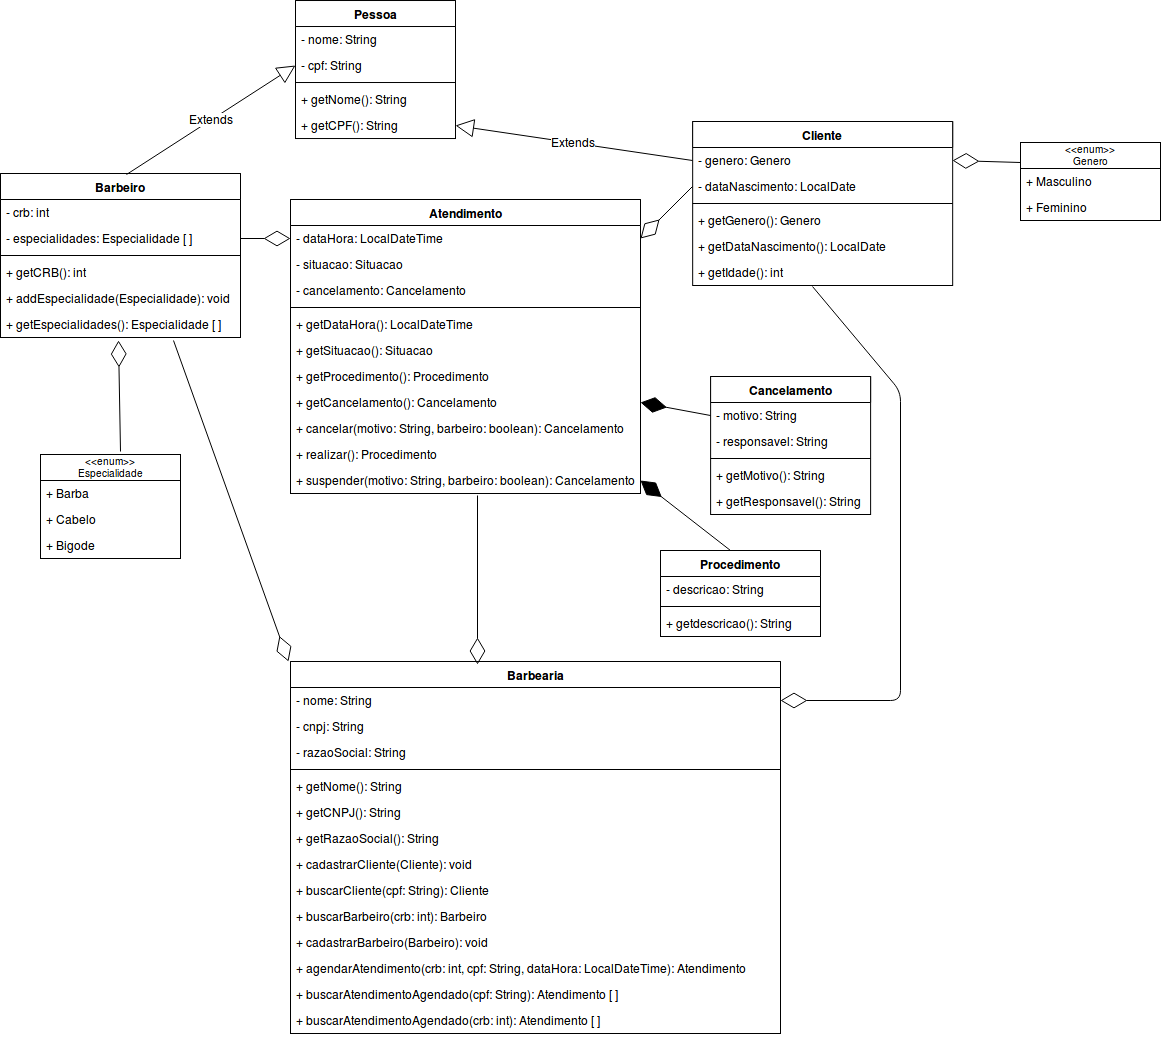 Pessoa
- nome: String
- cpf: String
+ getNome(): String
+ getCPF(): String
Extends
Extends
Barbeiro
- crb: int
- especialidades: Especialidade [ ]
+ getCRB(): int
+ addEspecialidade(Especialidade): void
+ getEspecialidades(): Especialidade [ ]
Atendimento
- dataHora: LocalDateTime
- situacao: Situacao
- cancelamento: Cancelamento
+ getDataHora(): LocalDateTime
+ getSituacao(): Situacao
+ getProcedimento(): Procedimento
+ getCancelamento(): Cancelamento
+ cancelar(motivo: String, barbeiro: boolean): Cancelamento
+ realizar(): Procedimento
+ suspender(motivo: String, barbeiro: boolean): Cancelamento
Cliente
- genero: Genero
- dataNascimento: LocalDate
+ getGenero(): Genero
+ getDataNascimento(): LocalDate
+ getIdade(): int
<<enum>>
Genero
+ Masculino
+ Feminino
Cancelamento
- motivo: String
- responsavel: String
+ getMotivo(): String
+ getResponsavel(): String
<<enum>>
Especialidade
+ Barba
+ Cabelo
+ Bigode
Procedimento
- descricao: String
+ getdescricao(): String
Barbearia
- nome: String
- cnpj: String
- razaoSocial: String
+ getNome(): String
+ getCNPJ(): String
+ getRazaoSocial(): String
+ cadastrarCliente(Cliente): void
+ buscarCliente(cpf: String): Cliente
+ buscarBarbeiro(crb: int): Barbeiro
+ cadastrarBarbeiro(Barbeiro): void
+ agendarAtendimento(crb: int, cpf: String, dataHora: LocalDateTime): Atendimento
+ buscarAtendimentoAgendado(cpf: String): Atendimento [ ]
+ buscarAtendimentoAgendado(crb: int): Atendimento [ ]